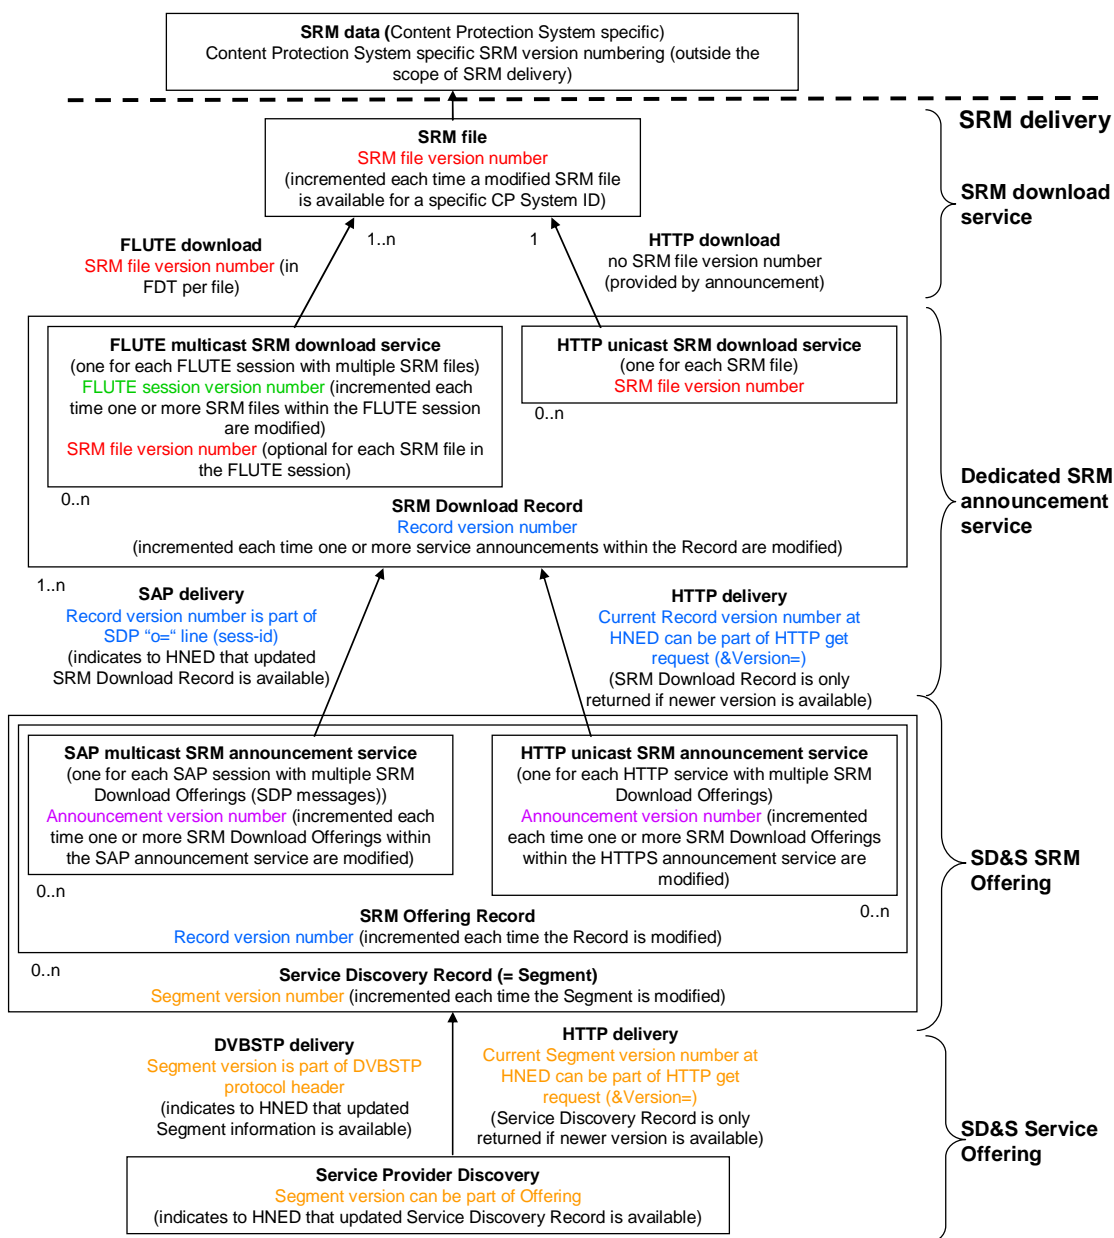 SRM data (Content Protection System specific)
Content Protection System specific SRM version numbering (outside the
scope of SRM delivery)
SRM delivery
SRM file
SRM file version number
(incremented each time a modified SRM file
is available for a specific CP System ID)
SRM download
service
1..n
1
FLUTE download
SRM file version number (in
FDT per file)
HTTP download
no SRM file version number
(provided by announcement)
FLUTE multicast SRM download service
(one for each FLUTE session with multiple SRM files)
FLUTE session version number (incremented each
time one or more SRM files within the FLUTE session
are modified)
SRM file version number (optional for each SRM file in
the FLUTE session)
0..n
HTTP unicast SRM download service
(one for each SRM file)
SRM file version number
0..n
SRM Download Record
Record version number
(incremented each time one or more service announcements within the Record are modified)
Dedicated SRM
announcement
service
1..n
SAP delivery
Record version number is part of
SDP “o=“ line (sess-id)
(indicates to HNED that updated
SRM Download Record is available)
HTTP delivery
Current Record version number at
HNED can be part of HTTP get
request (&Version=)
(SRM Download Record is only
returned if newer version is available)
SAP multicast SRM announcement service
(one for each SAP session with multiple SRM
Download Offerings (SDP messages))
Announcement version number (incremented each
time one or more SRM Download Offerings within
the SAP announcement service are modified)
0..n
HTTP unicast SRM announcement service
(one for each HTTP service with multiple SRM
Download Offerings)
Announcement version number (incremented
each time one or more SRM Download Offerings
within the HTTPS announcement service are
modified)
0..n
SRM Offering Record
Record version number (incremented each time the Record is modified)
0..n
Service Discovery Record (= Segment)
Segment version number (incremented each time the Segment is modified)
SD&S SRM
Offering
DVBSTP delivery
Segment version is part of DVBSTP
protocol header
(indicates to HNED that updated
Segment information is available)
HTTP delivery
Current Segment version number at
HNED can be part of HTTP get
request (&Version=)
(Service Discovery Record is only
returned if newer version is available)
SD&S Service
Offering
Service Provider Discovery
Segment version can be part of Offering
(indicates to HNED that updated Service Discovery Record is available)